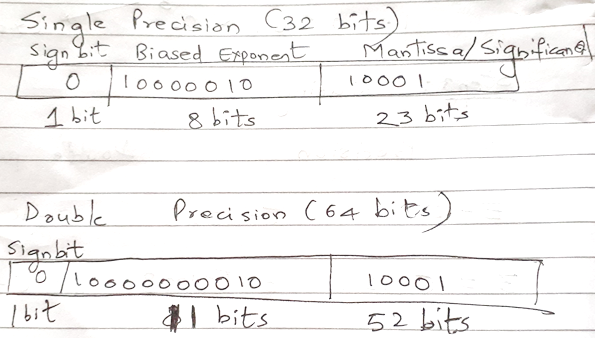 Single Precision (32 bits)
Sign bit Biased Exponent Mantissa/Significand
0 10000010 10001
1 bit 8 bits 23 bits
Double Precision (64 bits)
Signbit
0 10000000010 10001
1bit 11 bits 52 bits